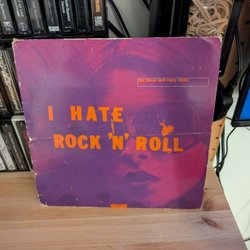 the jesus and mary chain
I HATE
ROCK 'N' ROLL